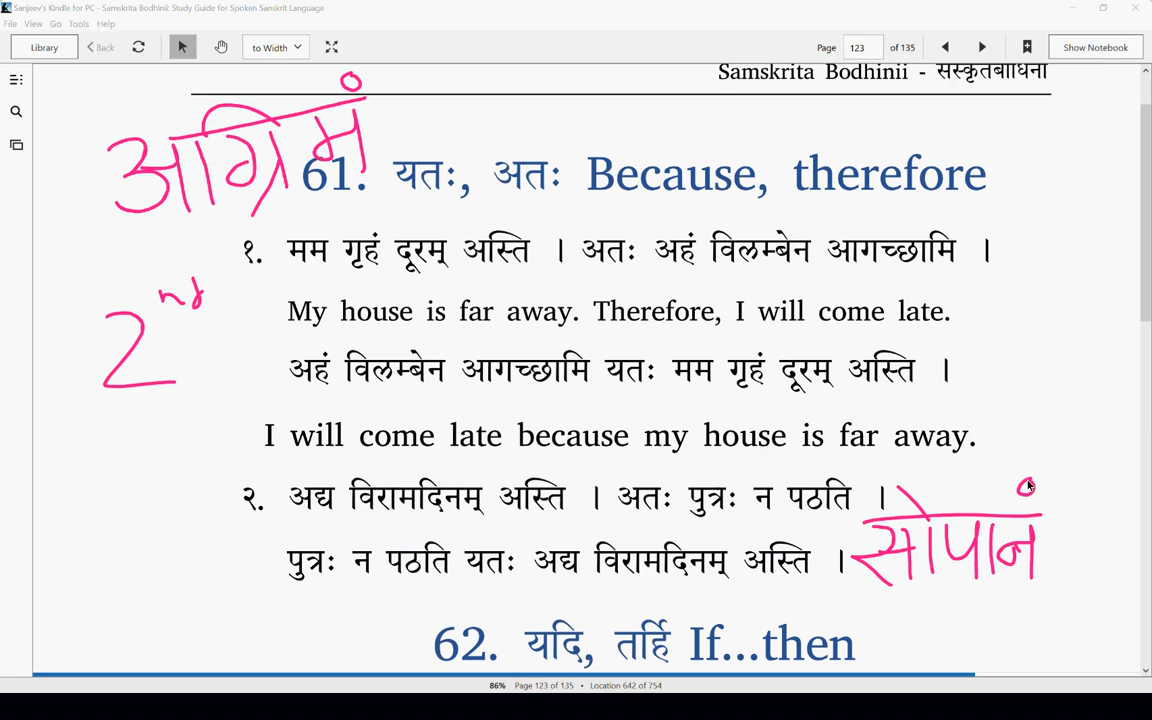 Sanjeev's Kindle for PC - Samskrita Bodhinii: Study Guide for Spoken Sanskrit Language
File View Go Tools Help
Library Back to Width Page 123 of 135 Show Notebook
Samskrita Bodhinii - संस्कृतबोधिनी
अग्रिमं
61. यतः, अतः Because, therefore
१. मम गृहं दूरम् अस्ति । अतः अहं विलम्बेन आगच्छामि ।
2nd
My house is far away. Therefore, I will come late.
अहं विलम्बेन आगच्छामि यतः मम गृहं दूरम् अस्ति ।
I will come late because my house is far away.
२. अद्य विरामदिनम् अस्ति । अतः पुत्रः न पठति ।
सोपानं
पुत्रः न पठति यतः अद्य विरामदिनम् अस्ति ।
62. यदि, तर्हि If...then
86% Page 123 of 135 • Location 642 of 754